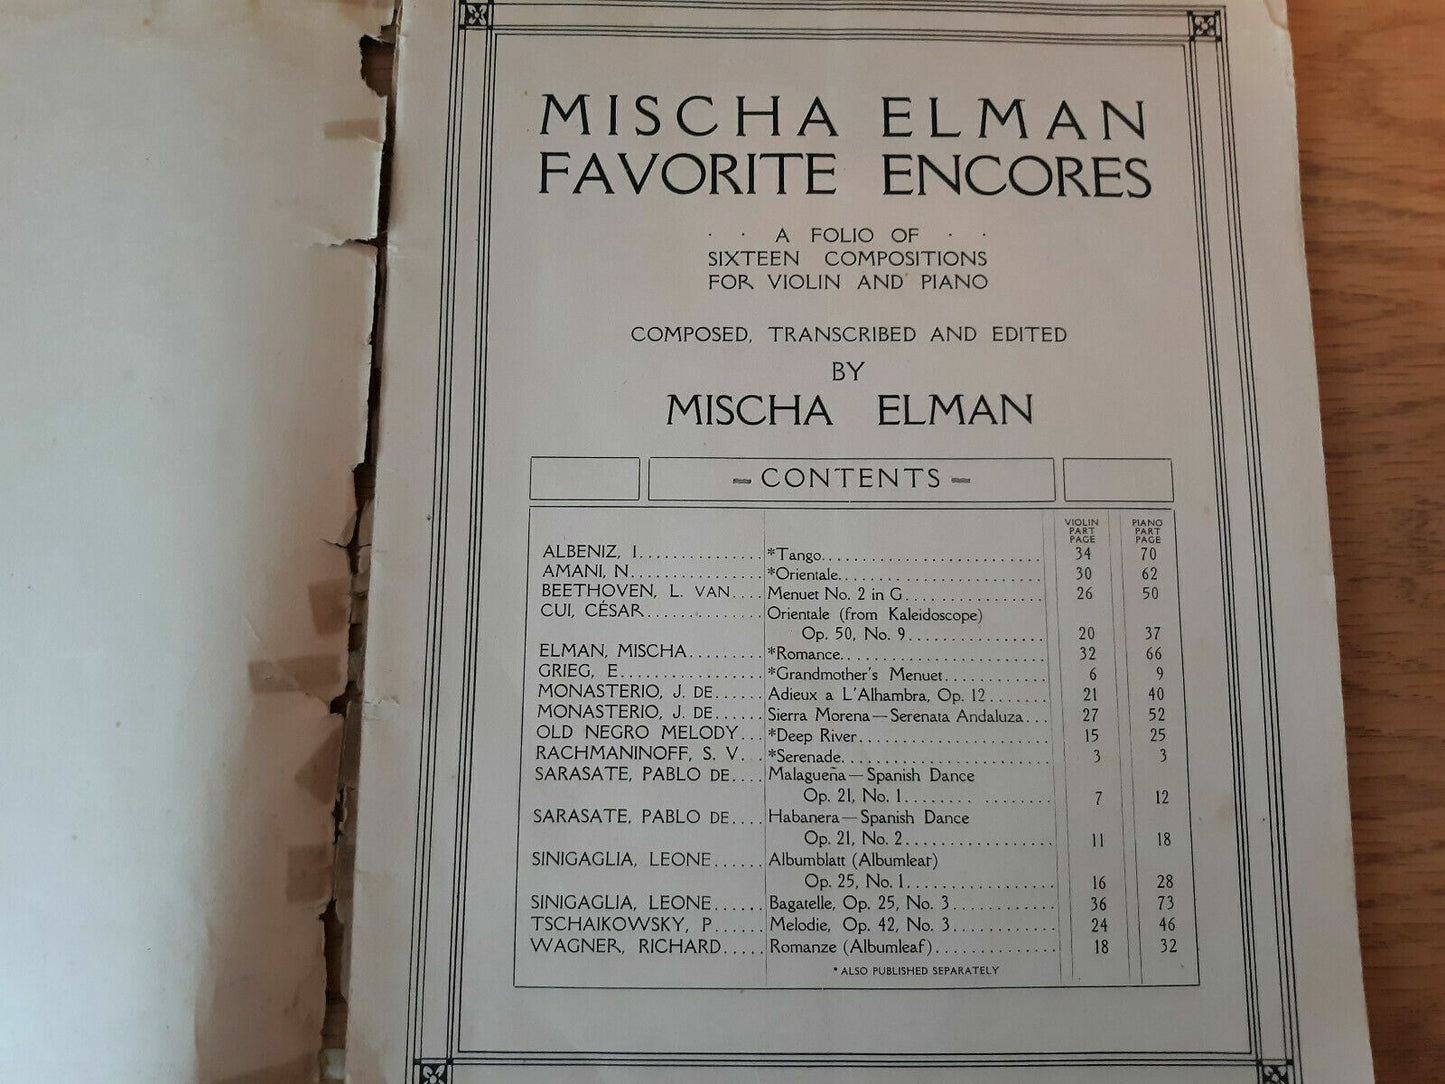 MISCHA ELMAN
FAVORITE ENCORES
· · A FOLIO OF · ·
SIXTEEN COMPOSITIONS
FOR VIOLIN AND PIANO
COMPOSED, TRANSCRIBED AND EDITED
BY
MISCHA ELMAN
CONTENTS
VIOLIN PART PAGE PIANO PART PAGE
ALBENIZ, I. *Tango 34 70
AMANI, N. *Orientale 30 62
BEETHOVEN, L. VAN Menuet No. 2 in G 26 50
CUI, CÉSAR Orientale (from Kaleidoscope)
Op. 50, No. 9 20 37
ELMAN, MISCHA *Romance 32 66
GRIEG, E. *Grandmother's Menuet 6 9
MONASTERIO, J. DE Adieux a L'Alhambra, Op. 12 21 40
MONASTERIO, J. DE Sierra Morena—Serenata Andaluza 27 52
OLD NEGRO MELODY *Deep River 15 25
RACHMANINOFF, S. V. *Serenade 3 3
SARASATE, PABLO DE Malagueña—Spanish Dance
Op. 21, No. 1 7 12
SARASATE, PABLO DE Habanera—Spanish Dance
Op. 21, No. 2 11 18
SINIGAGLIA, LEONE Albumblatt (Albumleaf)
Op. 25, No. 1 16 28
SINIGAGLIA, LEONE Bagatelle, Op. 25, No. 3 36 73
TSCHAIKOWSKY, P. Melodie, Op. 42, No. 3 24 46
WAGNER, RICHARD Romanze (Albumleaf) 18 32
* ALSO PUBLISHED SEPARATELY